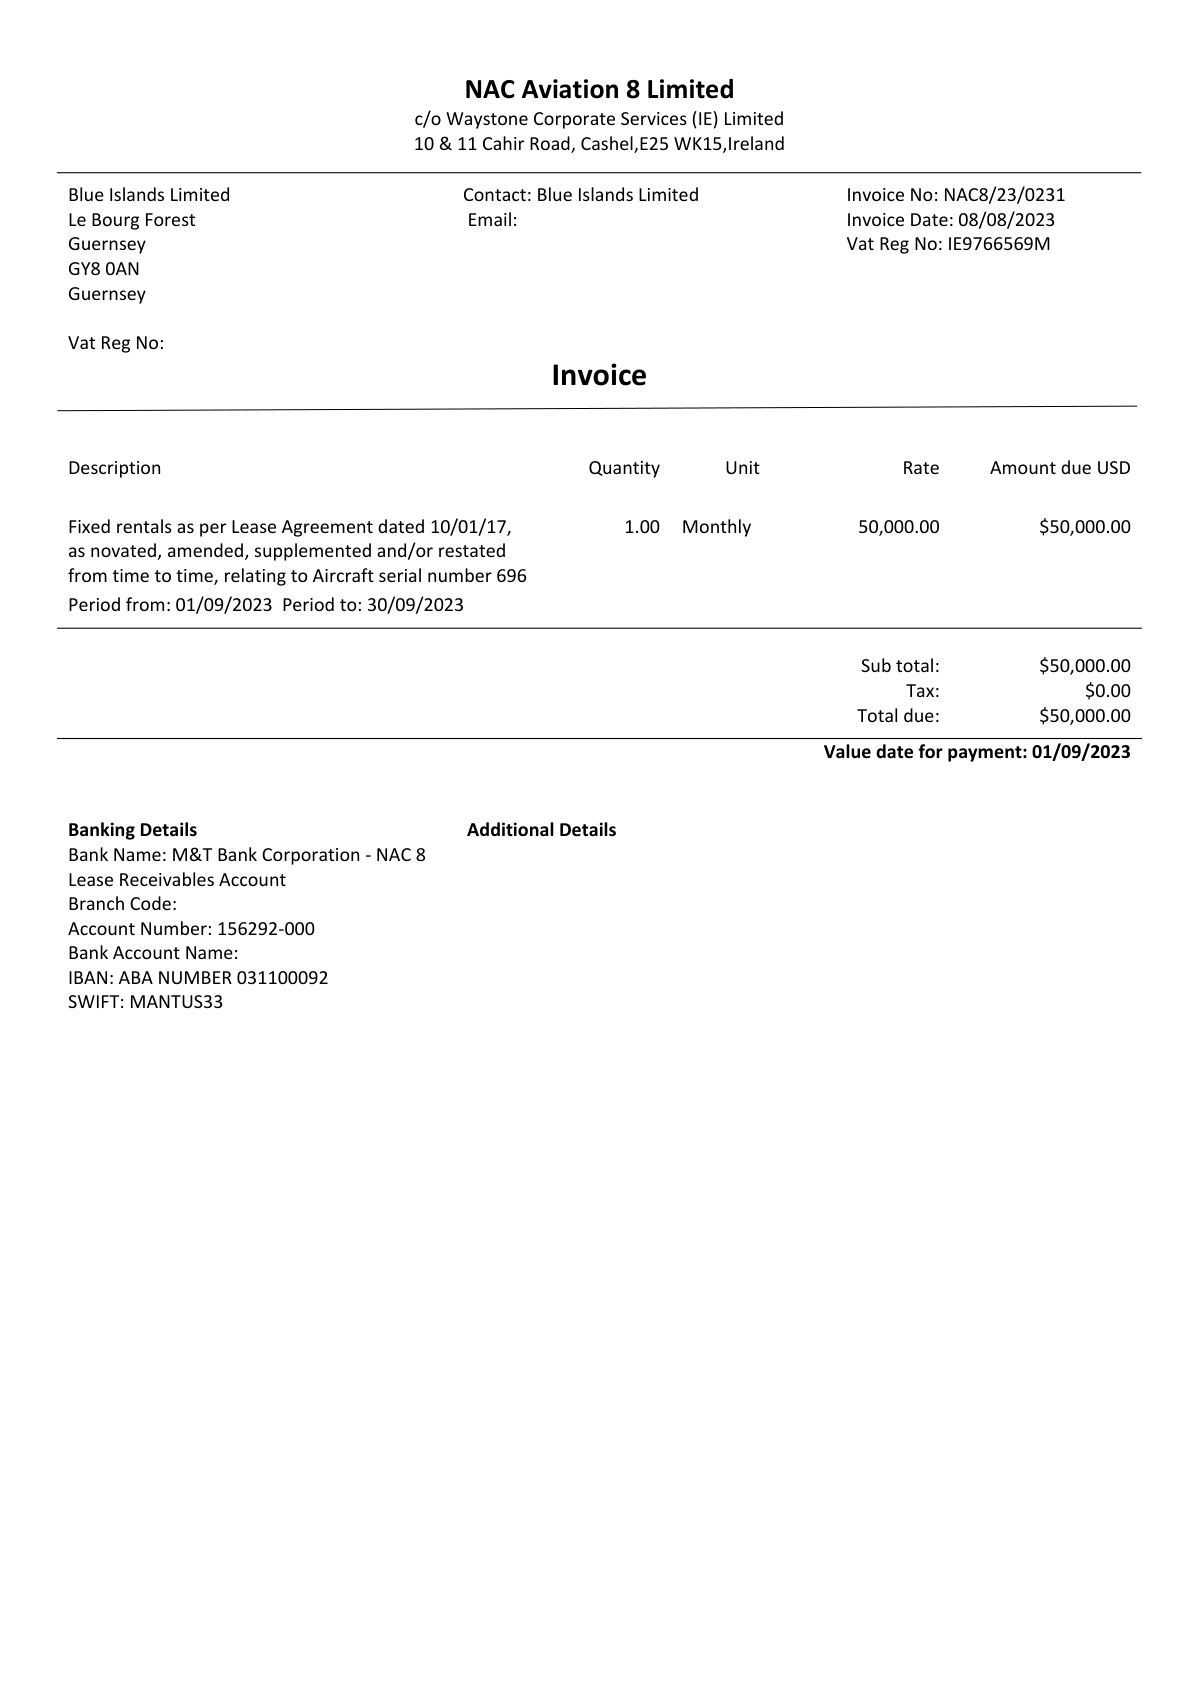 NAC Aviation 8 Limited
c/o Waystone Corporate Services (IE) Limited
10 & 11 Cahir Road, Cashel,E25 WK15,Ireland
Blue Islands Limited
Le Bourg Forest
Guernsey
GY8 0AN
Guernsey
Vat Reg No:
Contact: Blue Islands Limited
Email:
Invoice No: NAC8/23/0231
Invoice Date: 08/08/2023
Vat Reg No: IE9766569M
Invoice
Description Quantity Unit Rate Amount due USD
Fixed rentals as per Lease Agreement dated 10/01/17, 1.00 Monthly 50,000.00 $50,000.00
as novated, amended, supplemented and/or restated
from time to time, relating to Aircraft serial number 696
Period from: 01/09/2023 Period to: 30/09/2023
Sub total: $50,000.00
Tax: $0.00
Total due: $50,000.00
Value date for payment: 01/09/2023
Banking Details
Bank Name: M&T Bank Corporation - NAC 8
Lease Receivables Account
Branch Code:
Account Number: 156292-000
Bank Account Name:
IBAN: ABA NUMBER 031100092
SWIFT: MANTUS33
Additional Details